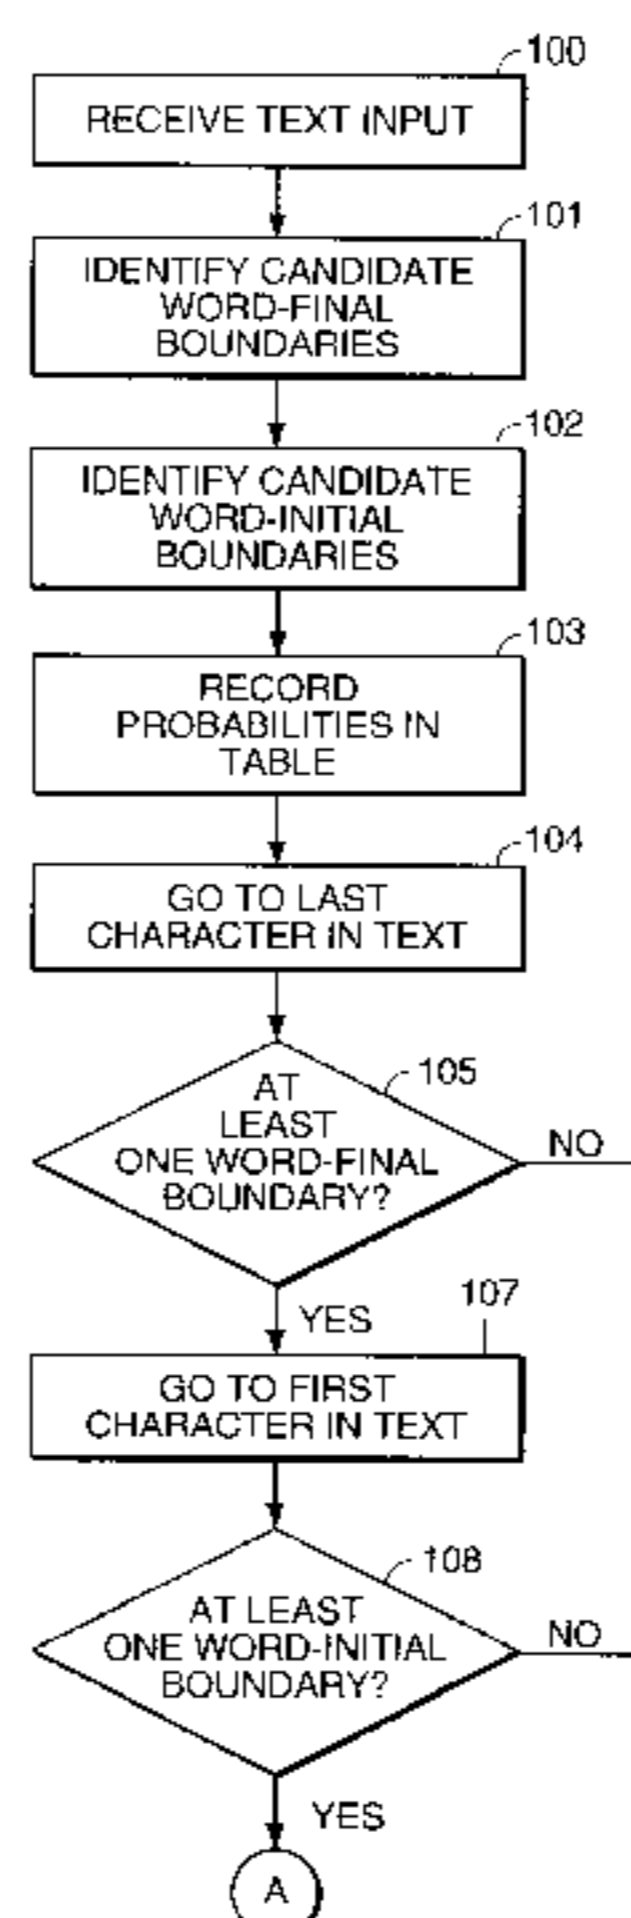 100
RECEIVE TEXT INPUT
101
IDENTIFY CANDIDATE
WORD-FINAL
BOUNDARIES
102
IDENTIFY CANDIDATE
WORD-INITIAL
BOUNDARIES
103
RECORD
PROBABILITIES IN
TABLE
104
GO TO LAST
CHARACTER IN TEXT
105
AT
LEAST
ONE WORD-FINAL
BOUNDARY?
NO
YES
107
GO TO FIRST
CHARACTER IN TEXT
108
AT LEAST
ONE WORD-INITIAL
BOUNDARY?
NO
YES
A